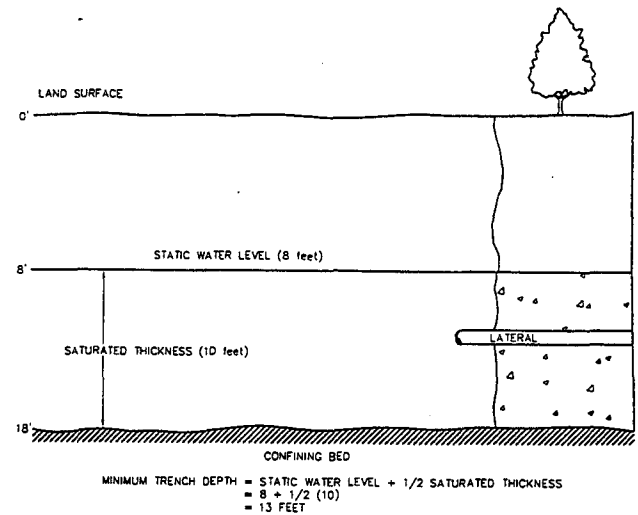 LAND SURFACE
0'
STATIC WATER LEVEL (8 feet)
8'
LATERAL
SATURATED THICKNESS (10 feet)
18'
CONFINING BED
MINIMUM TRENCH DEPTH = STATIC WATER LEVEL + 1/2 SATURATED THICKNESS
= 8 + 1/2 (10)
= 13 FEET